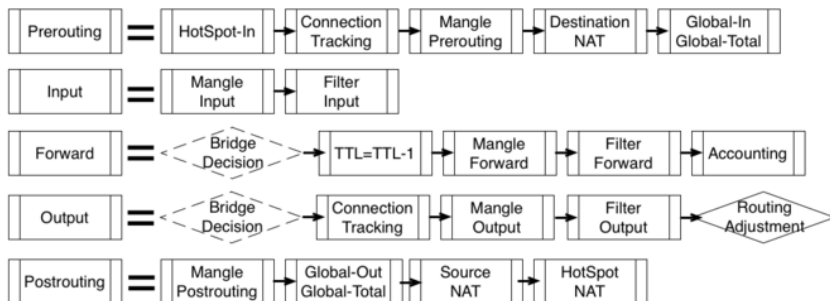 Prerouting = HotSpot-In Connection Tracking Mangle Prerouting Destination NAT Global-In Global-Total
Input = Mangle Input Filter Input
Forward = Bridge Decision TTL=TTL-1 Mangle Forward Filter Forward Accounting
Output = Bridge Decision Connection Tracking Mangle Output Filter Output Routing Adjustment
Postrouting = Mangle Postrouting Global-Out Global-Total Source NAT HotSpot NAT